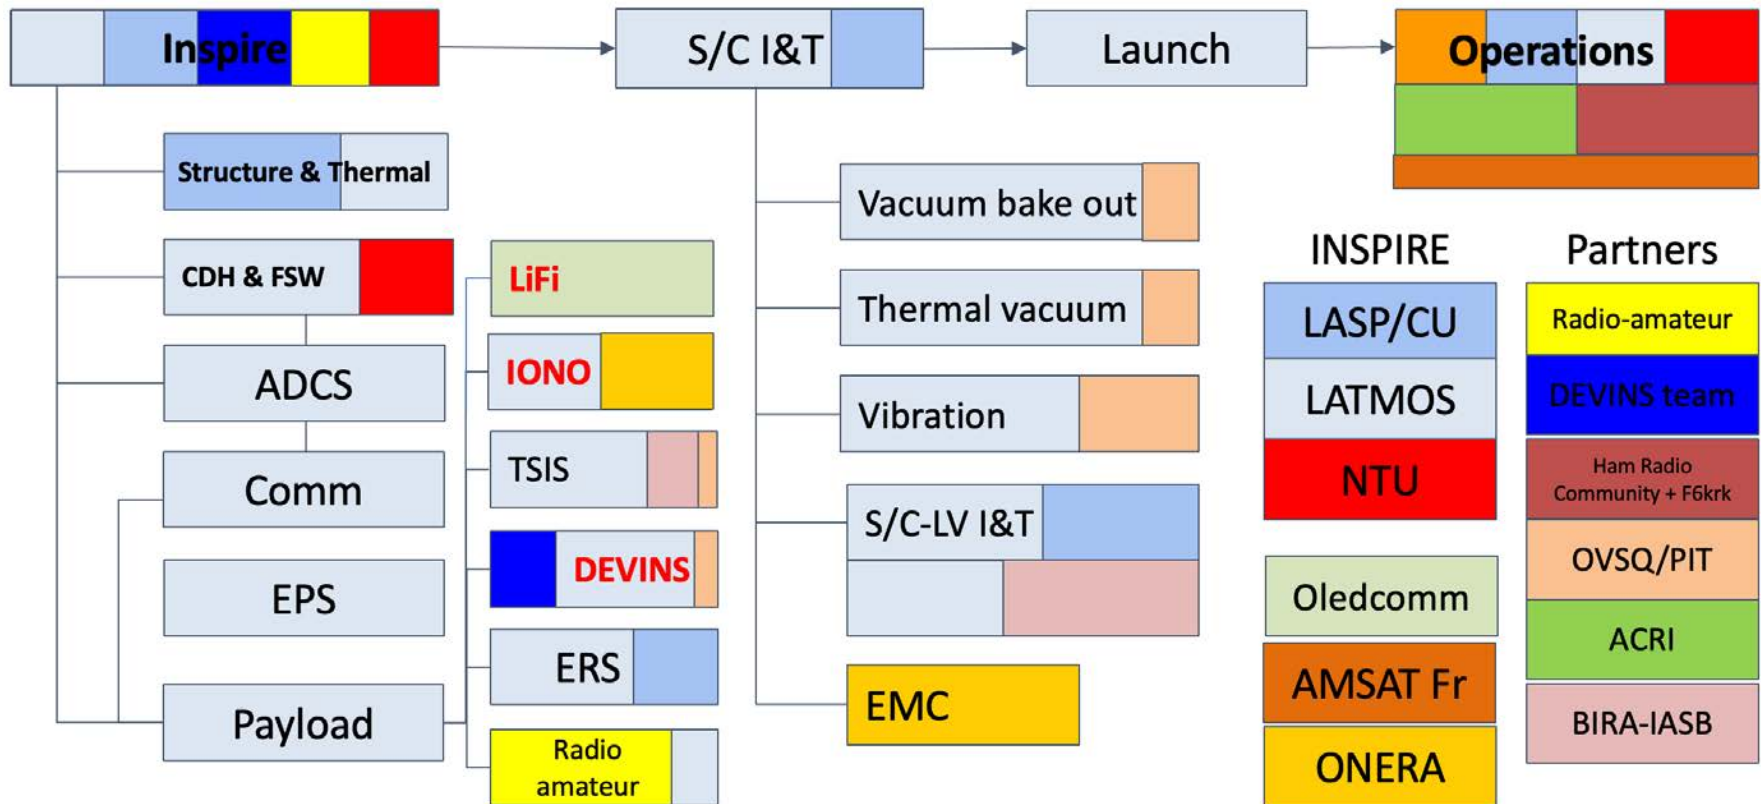 Inspire
S/C I&T
Launch
Operations
Structure & Thermal
CDH & FSW
ADCS
Comm
EPS
Payload
LiFi
IONO
TSIS
DEVINS
ERS
Radio
amateur
Vacuum bake out
Thermal vacuum
Vibration
S/C-LV I&T
EMC
INSPIRE
LASP/CU
LATMOS
NTU
Oledcomm
AMSAT Fr
ONERA
Partners
Radio-amateur
DEVINS team
Ham Radio
Community + F6krk
OVSQ/PIT
ACRI
BIRA-IASB